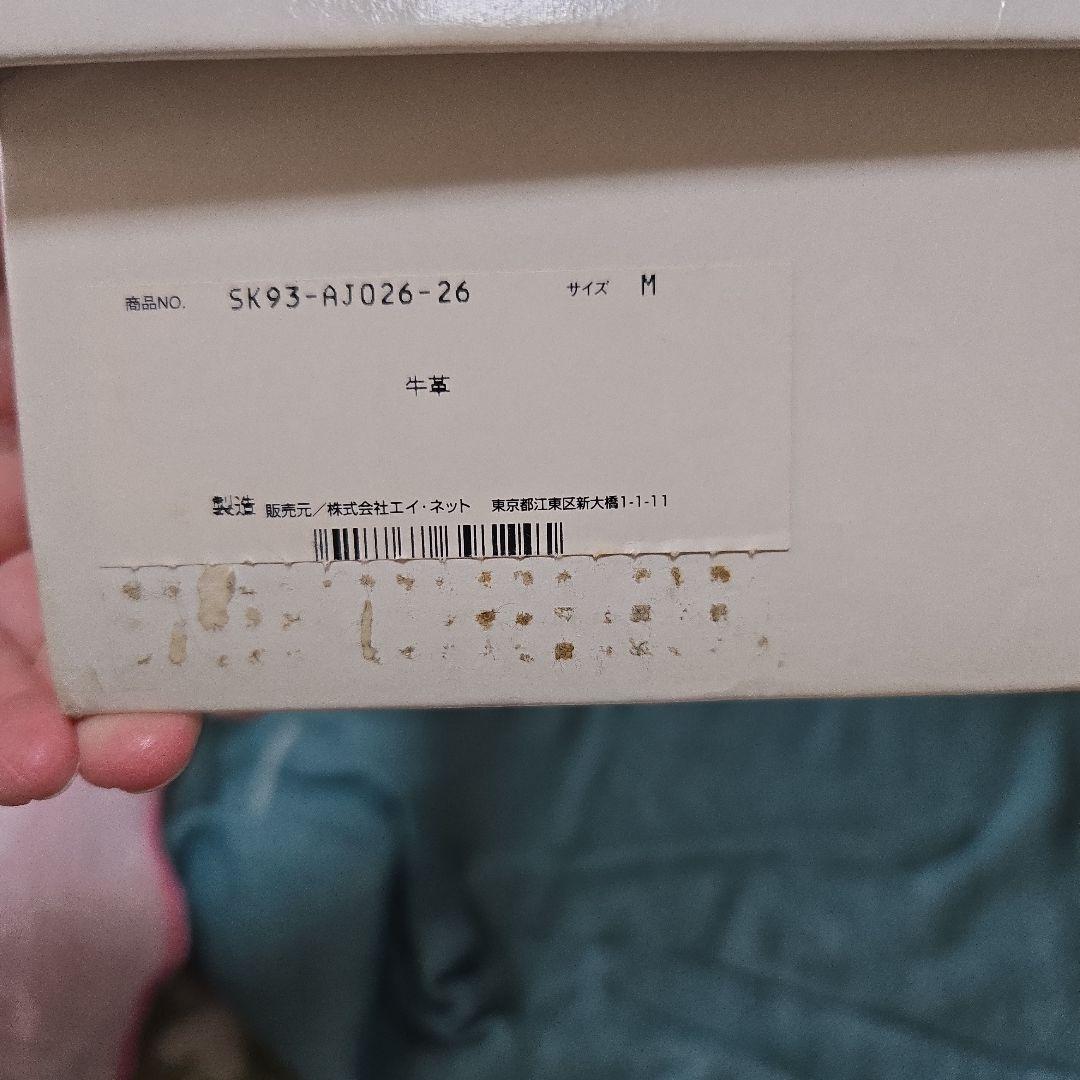 商品NO. SK93-AJ026-26 サイズ M
牛革
製造 販売元／株式会社エイ・ネット 東京都江東区新大橋1-1-11